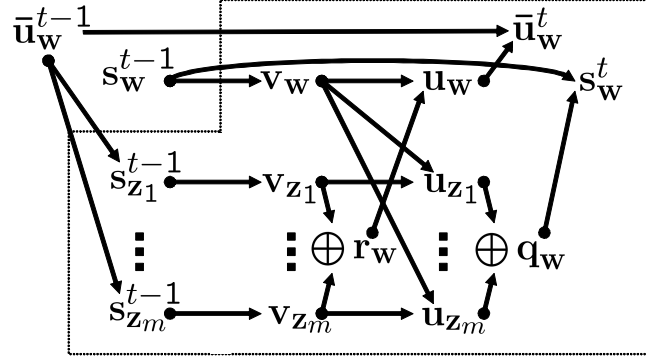 ū_w^{t-1} ū_w^t
s_w^{t-1} v_w u_w s_w^t
s_{z_1}^{t-1} v_{z_1} u_{z_1}
⋮ ⋮ ⊕ r_w ⋮ ⊕ q_w
s_{z_m}^{t-1} v_{z_m} u_{z_m}